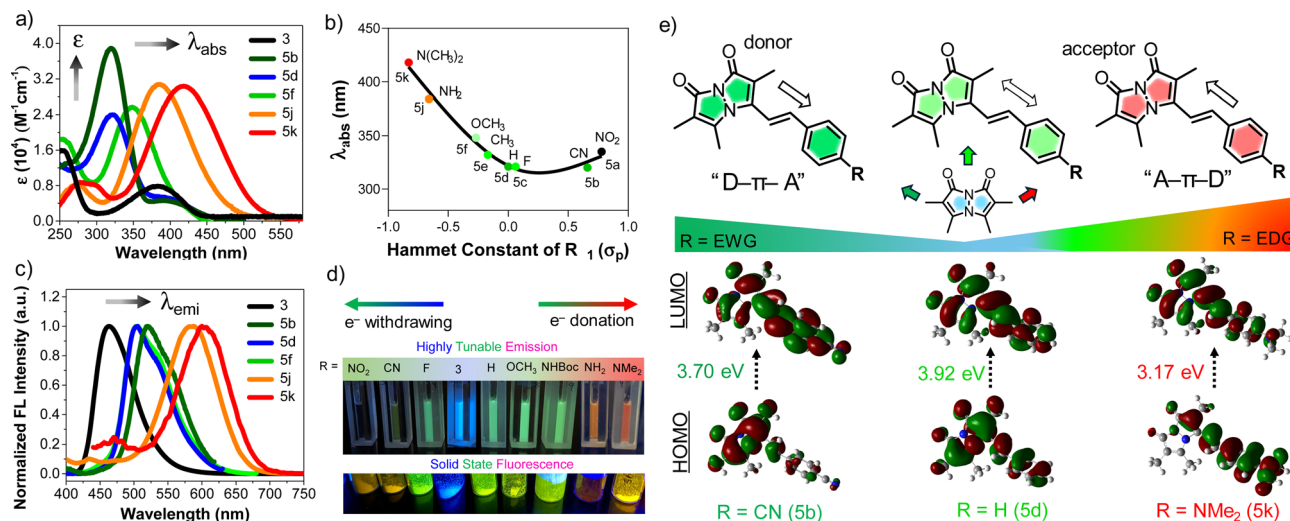 a)
ε
λabs
3
5b
5d
5f
5j
5k
ε (10⁴) (M⁻¹cm⁻¹)
4.0
3.2
2.4
1.6
0.8
0.0
250 300 350 400 450 500 550
Wavelength (nm)
b)
λabs (nm)
450
400
350
300
N(CH₃)₂
5k
NH₂
5j
OCH₃
5f
CH₃
5e
H
5d
F
5c
CN
5b
NO₂
5a
-1.0 -0.5 0.0 0.5 1.0
Hammet Constant of R_1 (σp)
c)
λemi
3
5b
5d
5f
5j
5k
Normalized FL Intensity (a.u.)
1.2
1.0
0.8
0.6
0.4
0.2
0.0
400 450 500 550 600 650 700 750
Wavelength (nm)
d)
e⁻ withdrawing
e⁻ donation
Highly Tunable Emission
R = NO₂ CN F 3 H OCH₃ NHBoc NH₂ NMe₂
Solid State Fluorescence
e)
donor
acceptor
O O
N N
R
"D–π– A"
O O
N N
R
O O
N N
R
"A–π–D"
O O
N N
R = EWG
R = EDG
LUMO
3.70 eV
3.92 eV
3.17 eV
HOMO
R = CN (5b)
R = H (5d)
R = NMe₂ (5k)